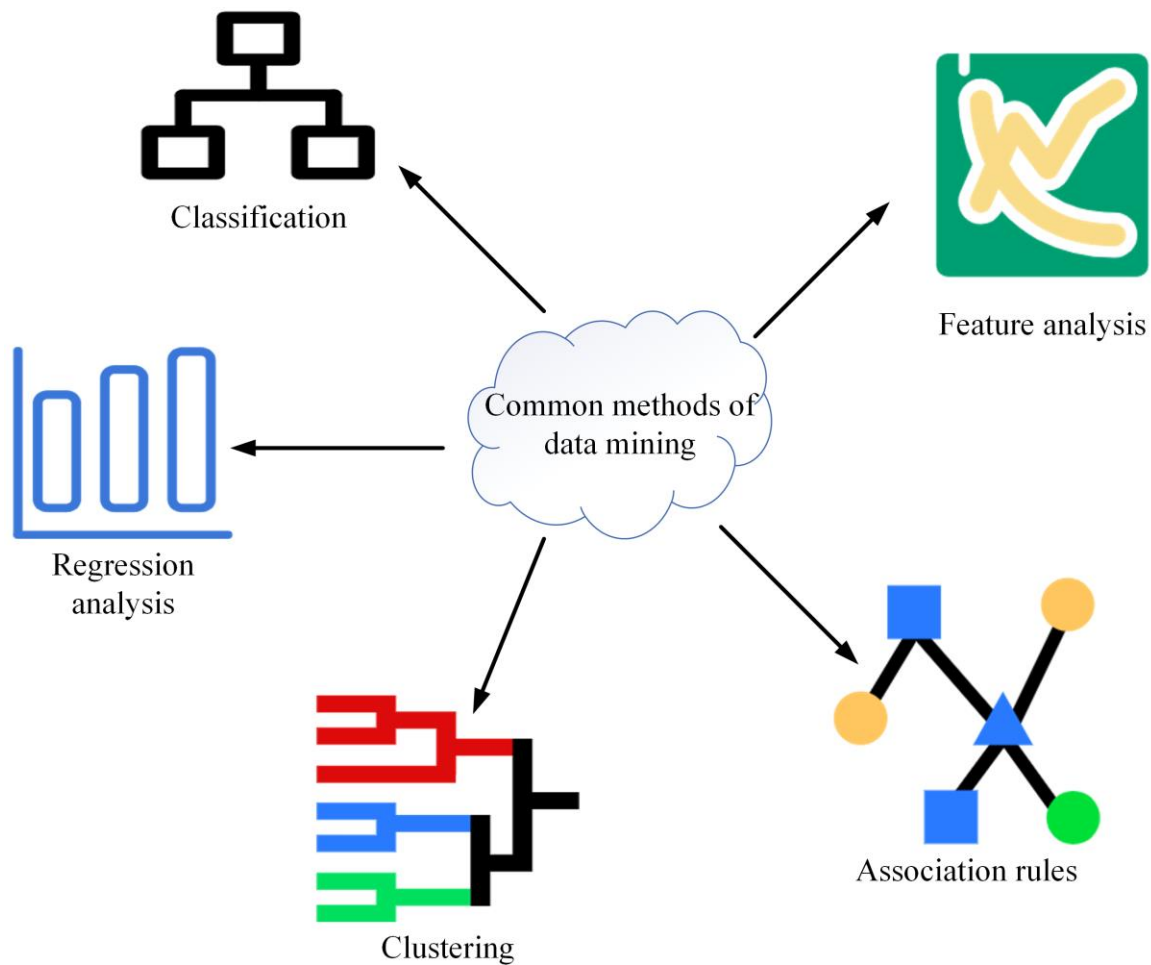 Classification
Feature analysis
Common methods of
data mining
Regression
analysis
Association rules
Clustering